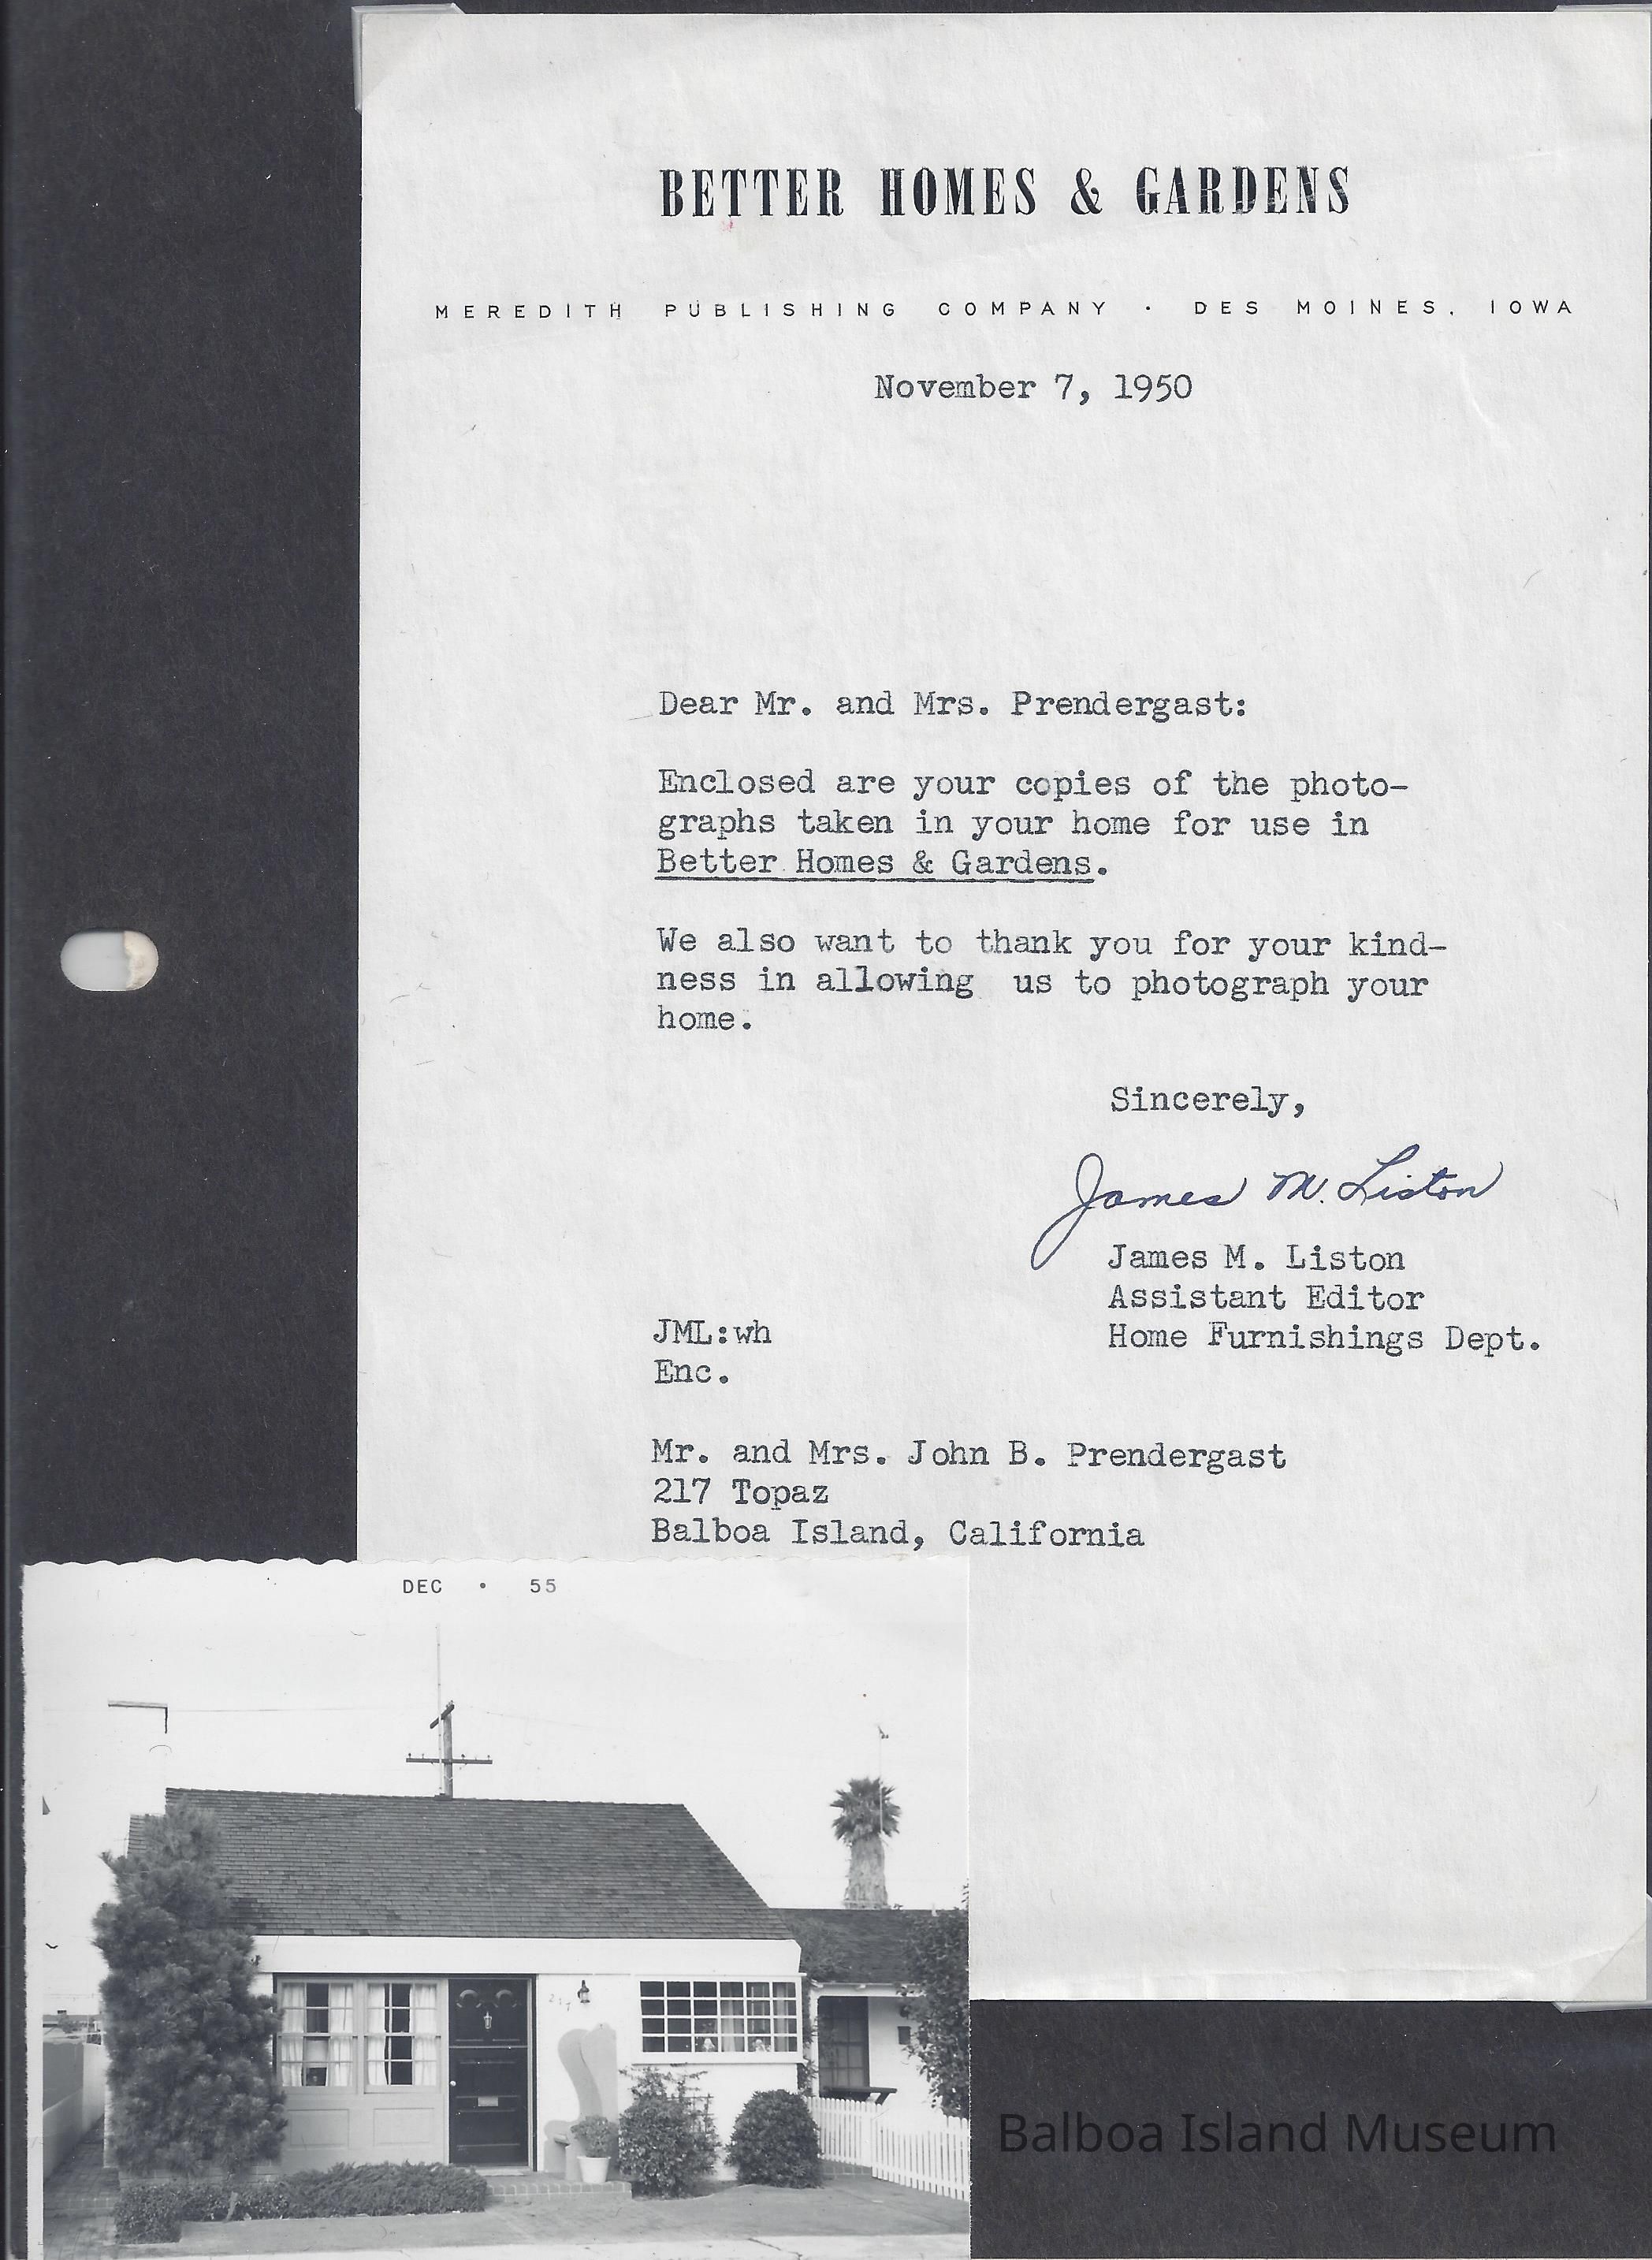 BETTER HOMES & GARDENS
MEREDITH PUBLISHING COMPANY · DES MOINES, IOWA
November 7, 1950
Dear Mr. and Mrs. Prendergast:
Enclosed are your copies of the photo-
graphs taken in your home for use in
Better Homes & Gardens.
We also want to thank you for your kind-
ness in allowing us to photograph your
home.
Sincerely,
James M. Liston
James M. Liston
Assistant Editor
Home Furnishings Dept.
JML:wh
Enc.
Mr. and Mrs. John B. Prendergast
217 Topaz
Balboa Island, California
DEC · 55
217
Balboa Island Museum